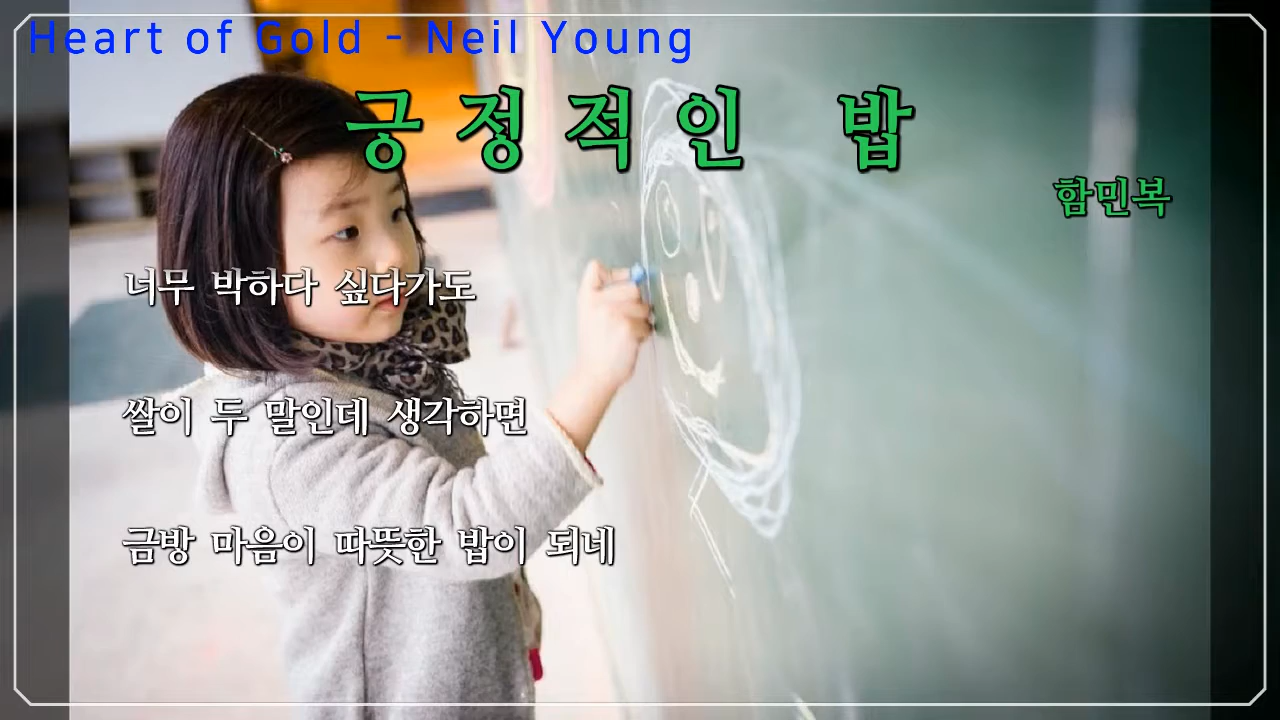 Heart of Gold - Neil Young
긍정적인 밥
함민복
너무 박하다 싶다가도
쌀이 두 말인데 생각하면
금방 마음이 따뜻한 밥이 되네